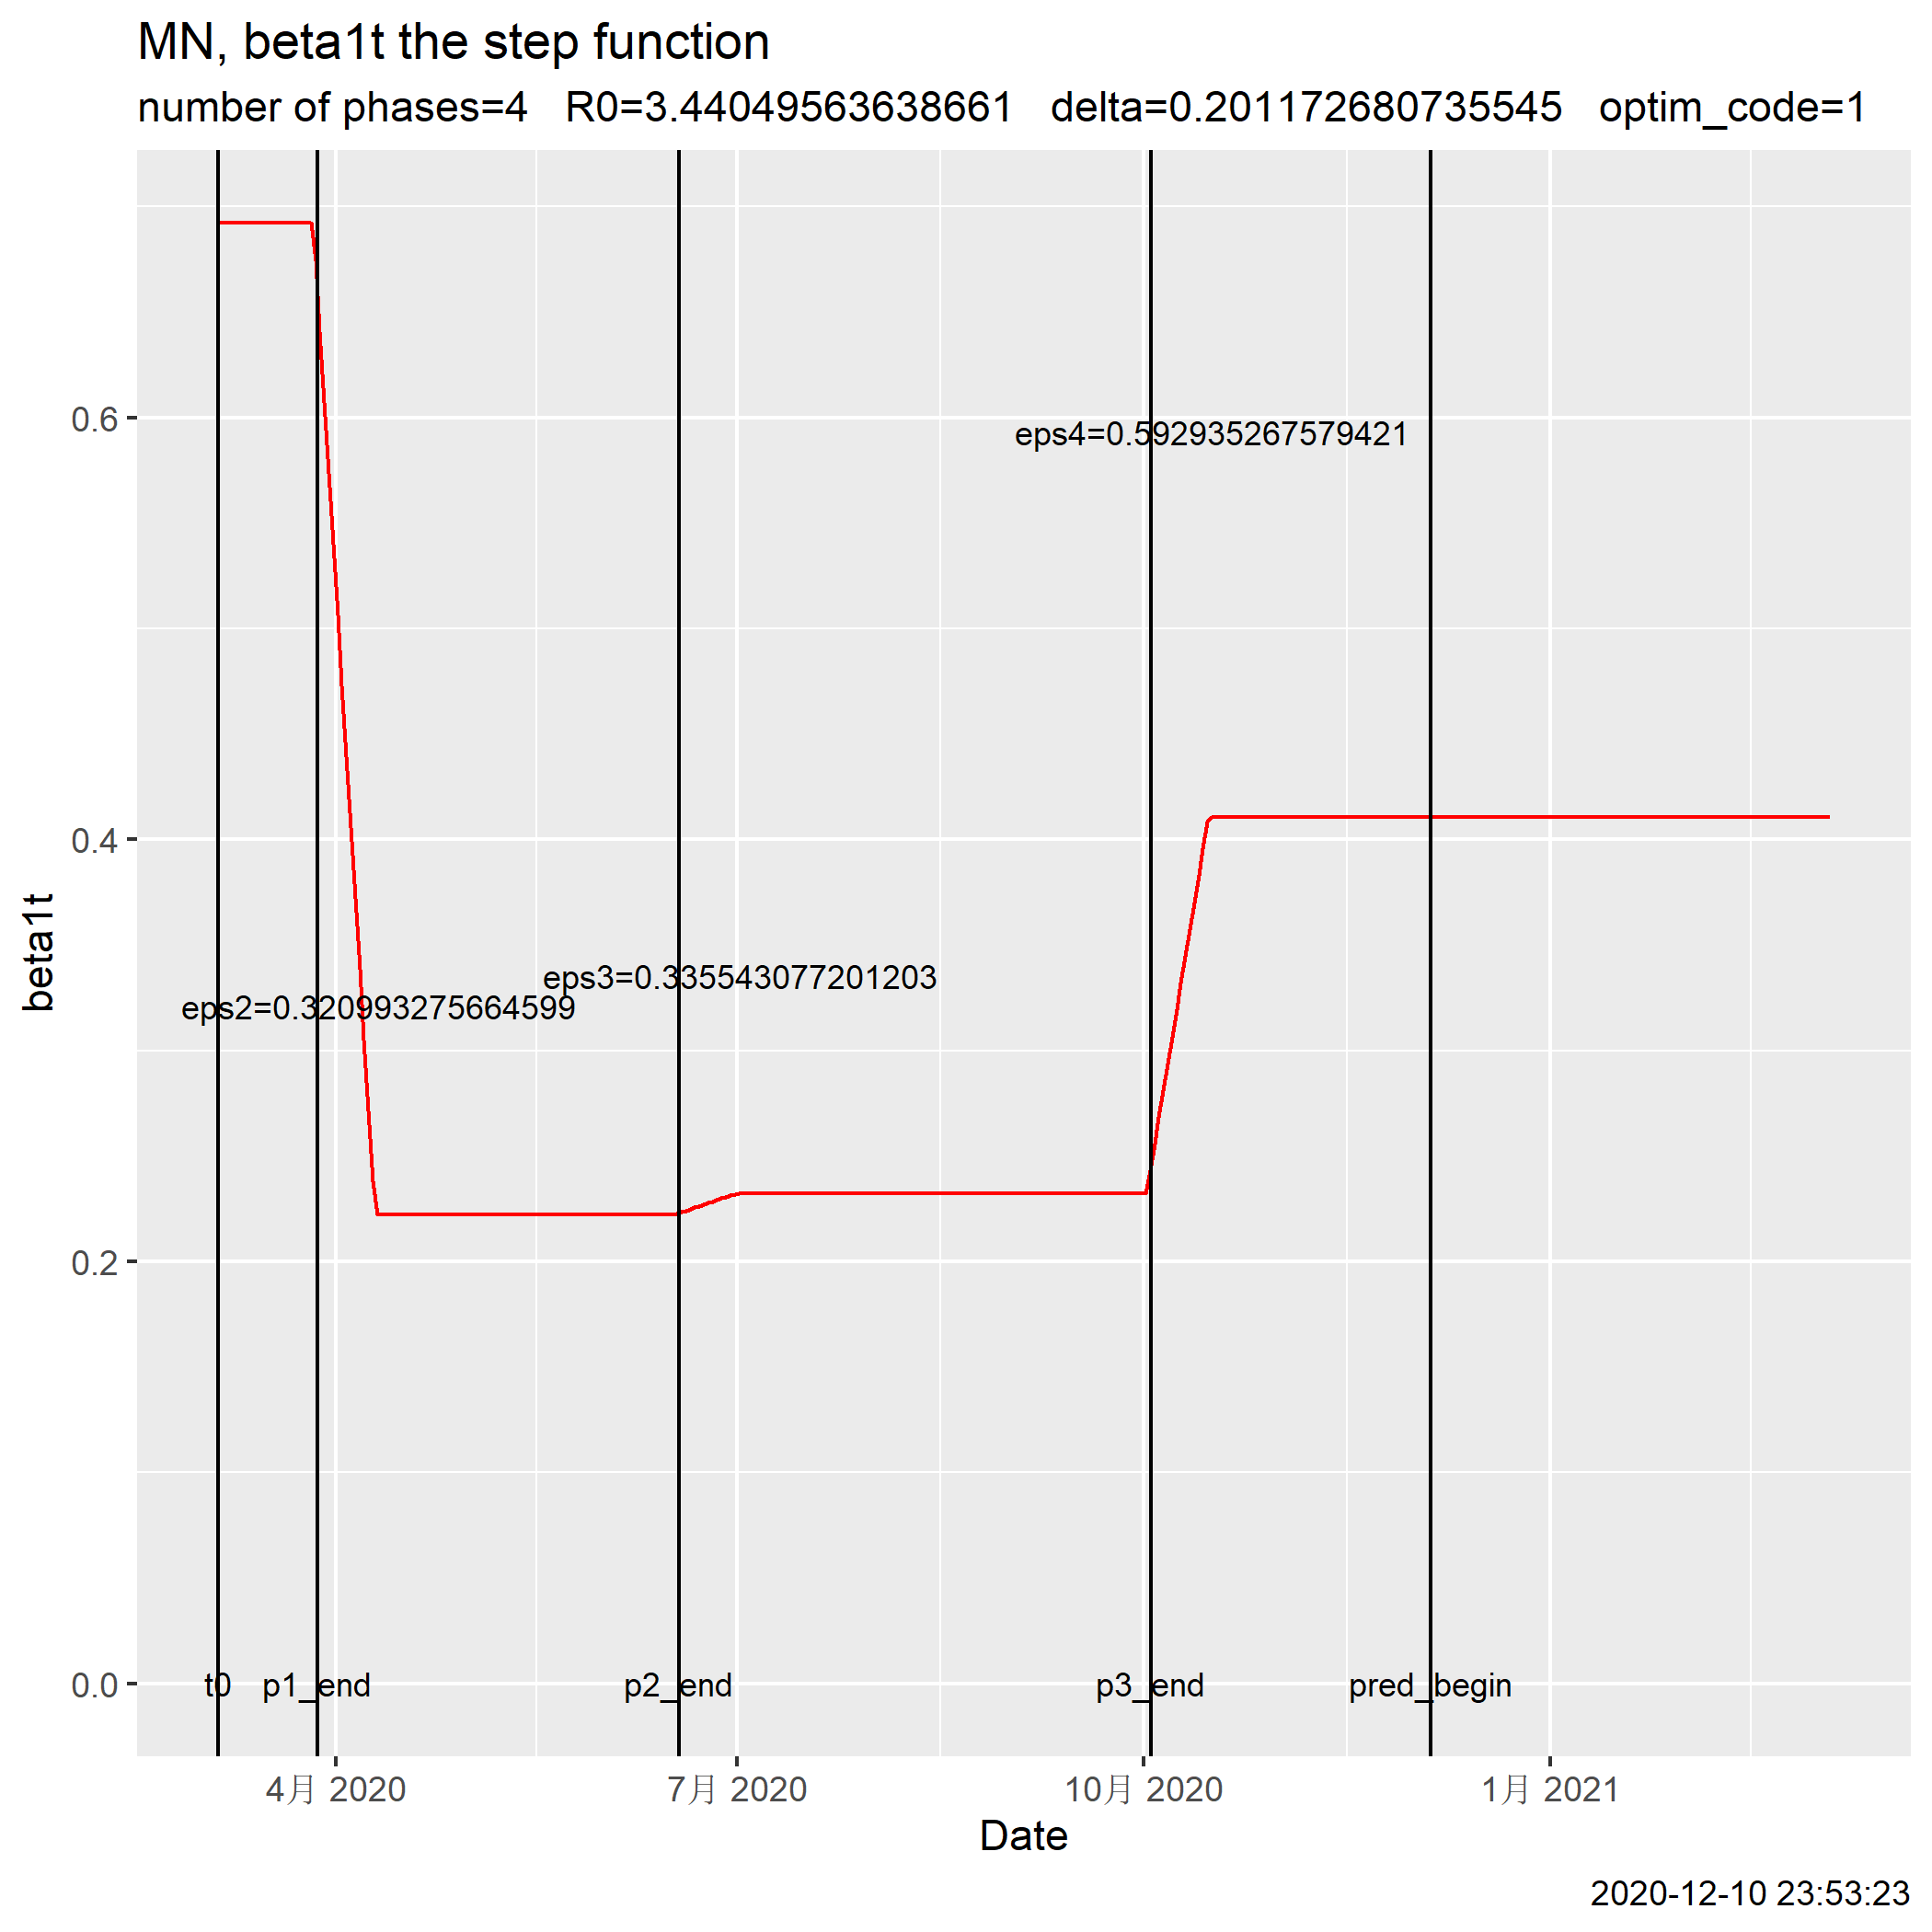 MN, beta1t the step function
number of phases=4 R0=3.44049563638661 delta=0.201172680735545 optim_code=1
0.6
eps4=0.592935267579421
0.4
beta1t
eps3=0.335543077201203
eps2=0.320993275664599
0.2
0.0
t0 p1_end p2_end p3_end pred_begin
4月 2020 7月 2020 10月 2020 1月 2021
Date
2020-12-10 23:53:23